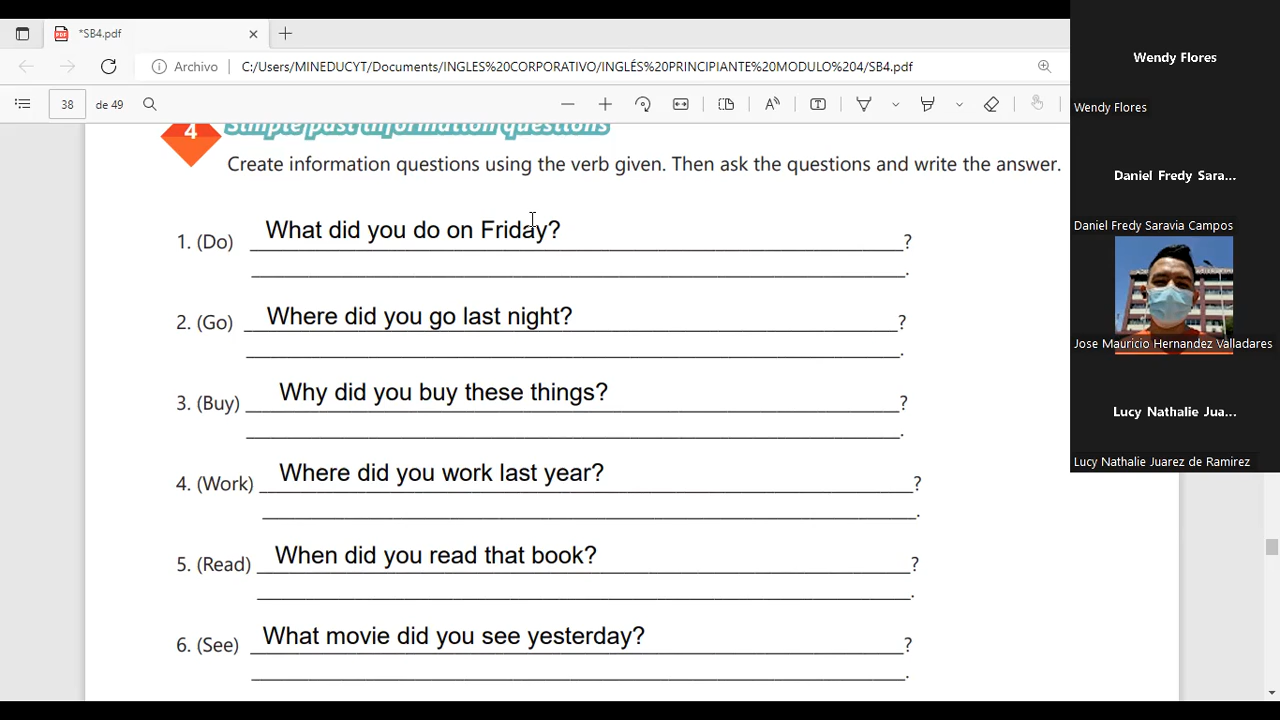 *SB4.pdf
Archivo
C:/Users/MINEDUCYT/Documents/INGLES%20CORPORATIVO/INGLÉS%20PRINCIPIANTE%20MODULO%204/SB4.pdf
38 de 49
4 Simple past information questions
Create information questions using the verb given. Then ask the questions and write the answer.
1. (Do) What did you do on Friday? ?
.
2. (Go) Where did you go last night? ?
.
3. (Buy) Why did you buy these things? ?
.
4. (Work) Where did you work last year? ?
.
5. (Read) When did you read that book? ?
.
6. (See) What movie did you see yesterday? ?
.
Wendy Flores
Wendy Flores
Daniel Fredy Sara...
Daniel Fredy Saravia Campos
Jose Mauricio Hernandez Valladares
Lucy Nathalie Jua...
Lucy Nathalie Juarez de Ramirez